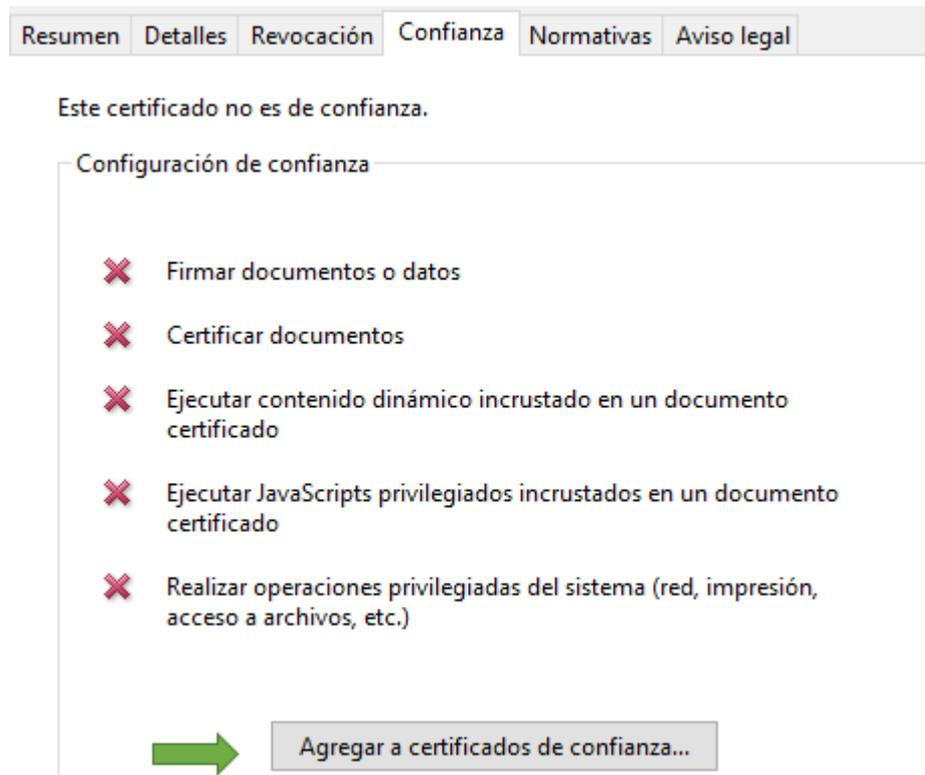 Resumen Detalles Revocación Confianza Normativas Aviso legal
Este certificado no es de confianza.
Configuración de confianza
Firmar documentos o datos
Certificar documentos
Ejecutar contenido dinámico incrustado en un documento
certificado
Ejecutar JavaScripts privilegiados incrustados en un documento
certificado
Realizar operaciones privilegiadas del sistema (red, impresión,
acceso a archivos, etc.)
Agregar a certificados de confianza...